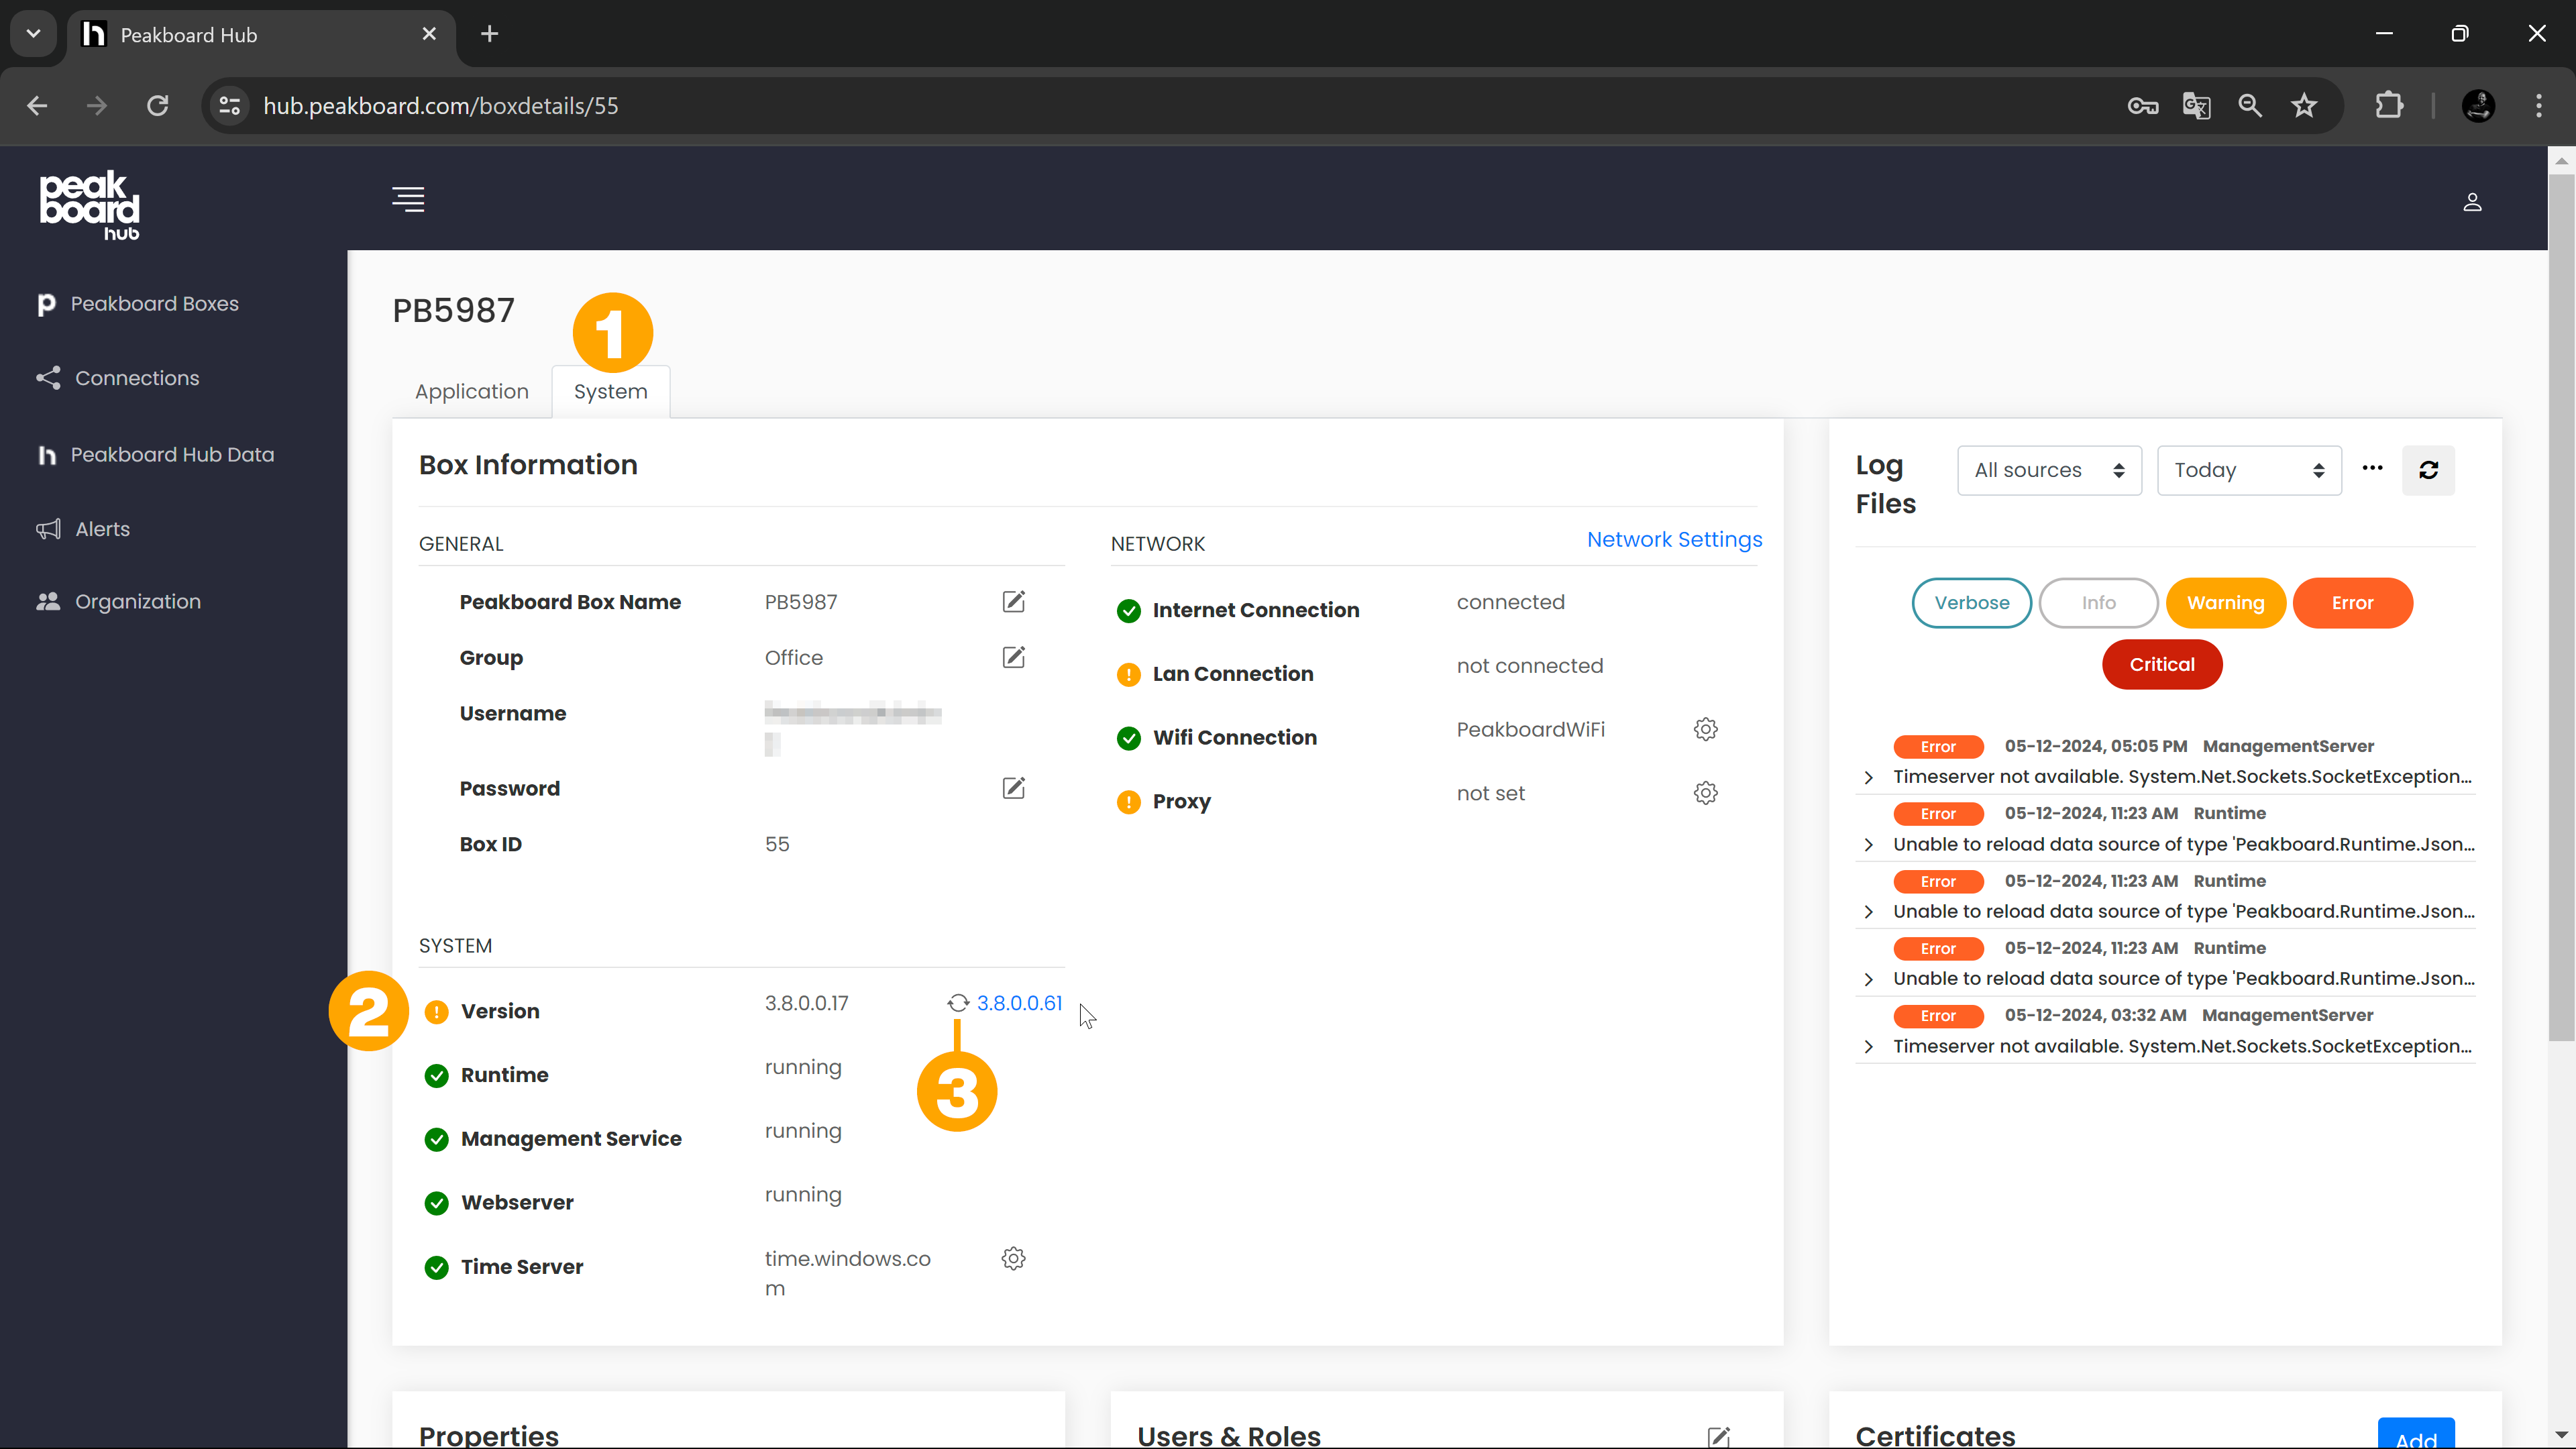 Peakboard Hub
hub.peakboard.com/boxdetails/55
peak
board
hub
Peakboard Boxes
Connections
Peakboard Hub Data
Alerts
Organization
PB5987
1
Application
System
Box Information
GENERAL
Peakboard Box Name PB5987
Group Office
Username
Password
Box ID 55
NETWORK
Network Settings
Internet Connection connected
Lan Connection not connected
Wifi Connection PeakboardWiFi
Proxy not set
SYSTEM
2
Version 3.8.0.0.17 3.8.0.0.61
3
Runtime running
Management Service running
Webserver running
Time Server time.windows.co
m
Log
Files
All sources
Today
Verbose
Info
Warning
Error
Critical
Error 05-12-2024, 05:05 PM ManagementServer
Timeserver not available. System.Net.Sockets.SocketException...
Error 05-12-2024, 11:23 AM Runtime
Unable to reload data source of type 'Peakboard.Runtime.Json...
Error 05-12-2024, 11:23 AM Runtime
Unable to reload data source of type 'Peakboard.Runtime.Json...
Error 05-12-2024, 11:23 AM Runtime
Unable to reload data source of type 'Peakboard.Runtime.Json...
Error 05-12-2024, 03:32 AM ManagementServer
Timeserver not available. System.Net.Sockets.SocketException...
Properties
Users & Roles
Certificates
Add